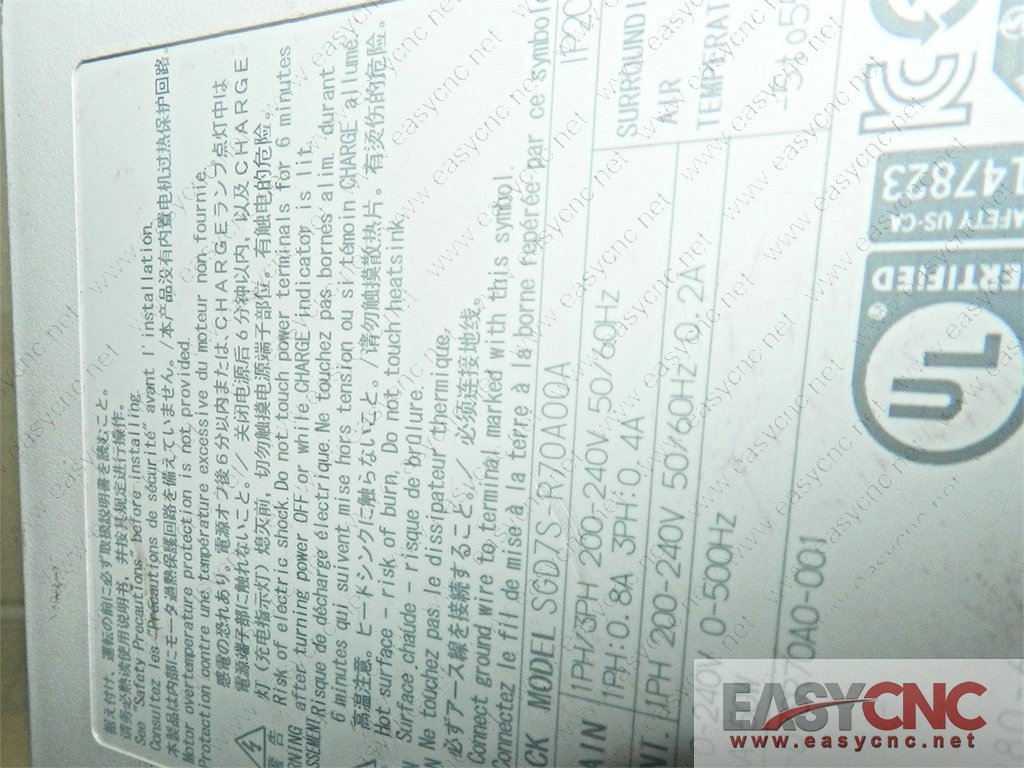 取り付け、運転の前に必ず取扱説明書を読むこと。
请务必熟读使用说明书，并按其规定进行操作。
See "Safety Precautions" before installing.
Consultez les "Précautions de sécurité" avant l'installation.
本製品は内部にモータ過熱保護回路を備えていません。/本产品没有内置电机过热保护回路。
Motor overtemperature protection is not provided.
Protection contre une température excessive du moteur non fournie.
感電の恐れあり。電源オフ後6分以内または、CHARGEランプ点灯中は
電源端子部に触れないこと。// 关闭电源后6分钟以内，以及CHARGE
灯（充电指示灯）熄灭前，切勿触摸电源端子部位。有触电的危险。
Risk of electric shock. Do not touch power terminals for 6 minutes
after turning power OFF or while CHARGE indicator is lit.
Risque de décharge électrique. Ne touchez pas bornes alim. durant
6 minutes qui suivent mise hors tension ou si témoin CHARGE allumé.
高温注意。ヒートシンクに触らないこと。/请勿触摸散热片。有烫伤的危险。
Hot surface - risk of burn. Do not touch heatsink.
Surface chaude - risque de brûlure.
Ne touchez pas le dissipateur thermique.
必ずアース線を接続すること。/ 必须连接地线。
Connect ground wire to terminal marked with this symbol.
Connectez le fil de mise à la terre à la borne repérée par ce symbole
CK MODEL SGD7S-R70A00A IP20
AIN 1PH/3PH 200-240V 50/60Hz
1PH:0.8A 3PH:0.4A
NT. 1PH 200-240V 50/60Hz 0.2A
0-240V 0-500Hz
SURROUNDI
AIR
TEMPERAT
-5to55
R70A0-001
L47823
AFETY US-CA
ERTIFIED
UL
EASYCNC
www.easycnc.net